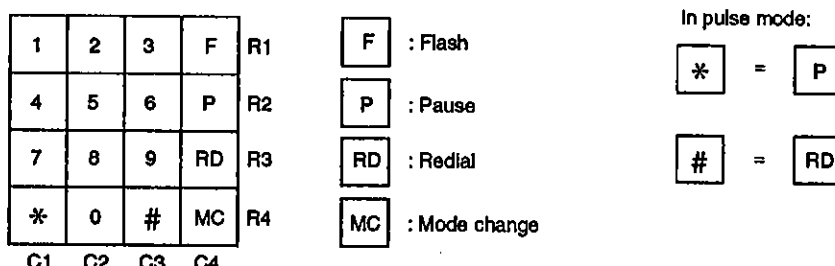 1 2 3 F R1
4 5 6 P R2
7 8 9 RD R3
* 0 # MC R4
C1 C2 C3 C4
F : Flash
P : Pause
RD : Redial
MC : Mode change
In pulse mode:
* = P
# = RD